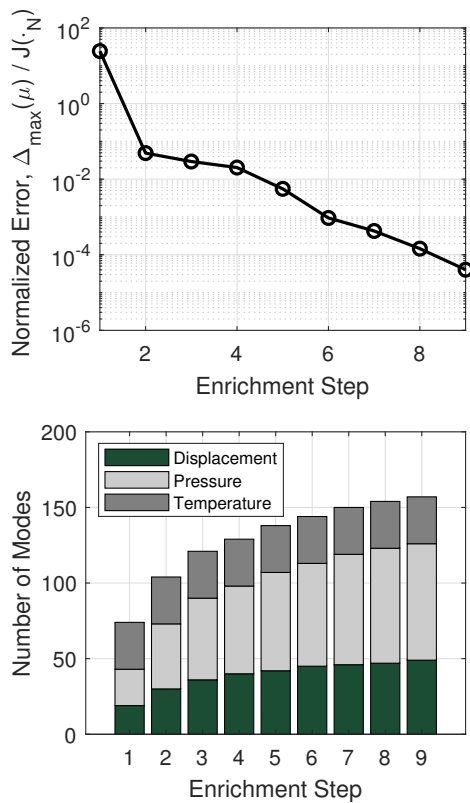 Normalized Error, Δmax(μ) / J(·N)
10^2
10^0
10^-2
10^-4
10^-6
2 4 6 8
Enrichment Step
Number of Modes
200
150
100
50
0
Displacement
Pressure
Temperature
1 2 3 4 5 6 7 8 9
Enrichment Step